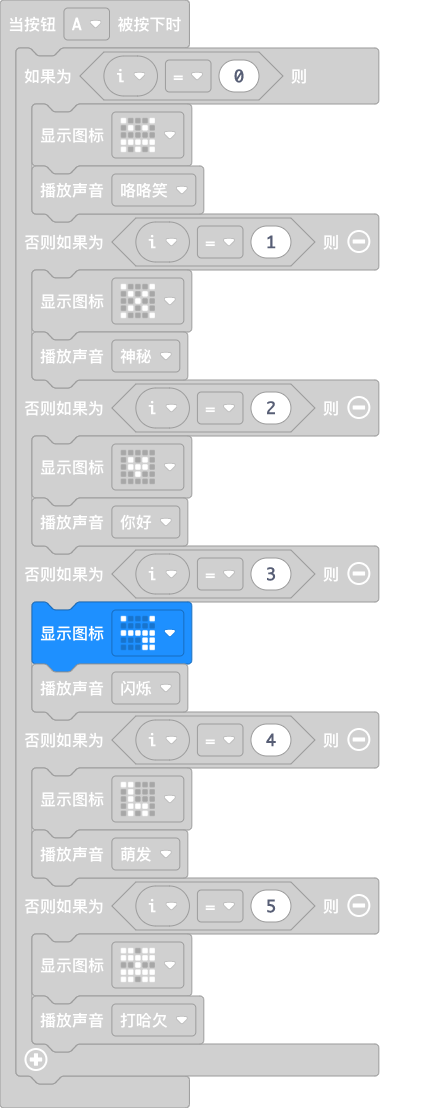 当按钮 A 被按下时
如果为 i = 0 则
显示图标
播放声音 咯咯笑
否则如果为 i = 1 则
显示图标
播放声音 神秘
否则如果为 i = 2 则
显示图标
播放声音 你好
否则如果为 i = 3 则
显示图标
播放声音 闪烁
否则如果为 i = 4 则
显示图标
播放声音 萌发
否则如果为 i = 5 则
显示图标
播放声音 打哈欠